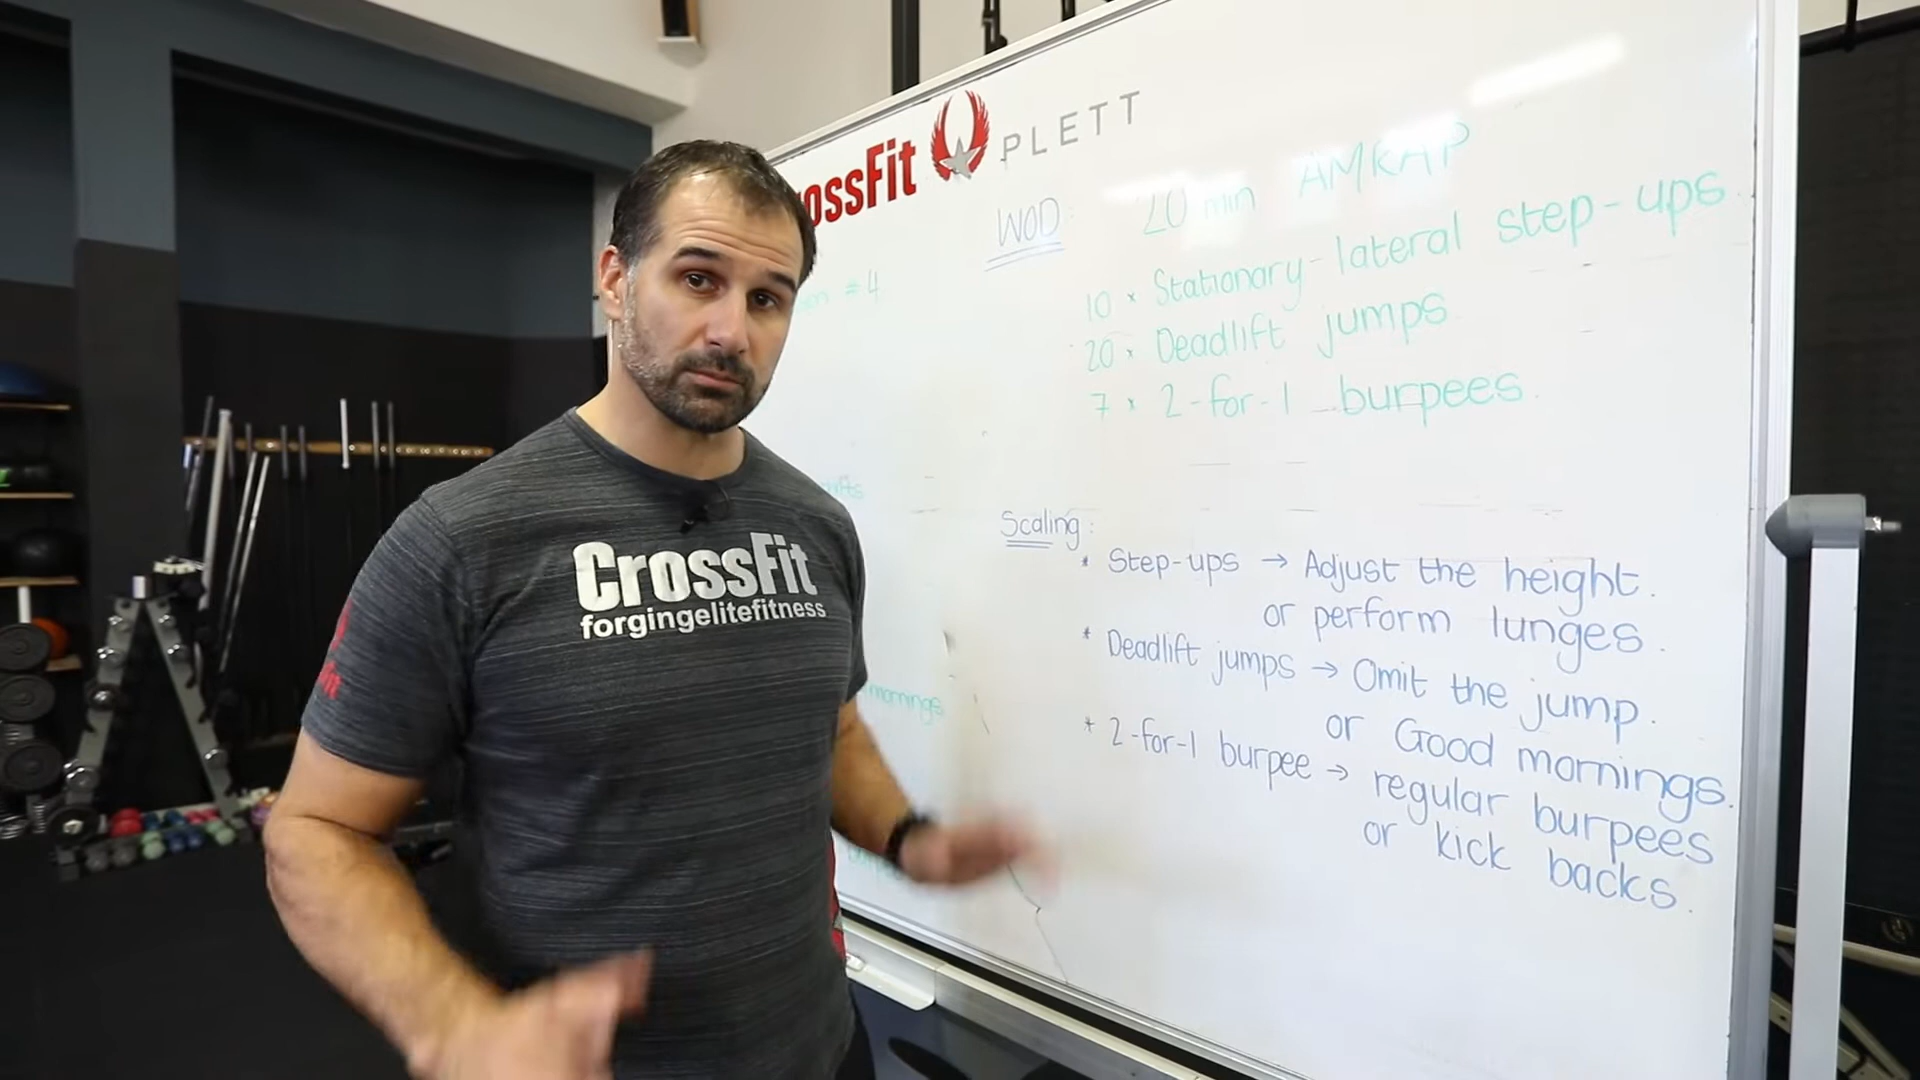 CrossFit PLETT
WOD: 20 min AMRAP
10 × Stationary-lateral step-ups
20 × Deadlift jumps
7 × 2-for-1 burpees
# 4
Scaling:
* Step-ups → Adjust the height.
or perform lunges.
* Deadlift jumps → Omit the jump.
or Good mornings.
* 2-for-1 burpee → regular burpees
or kick backs.
mornings
CrossFit
forgingelitefitness